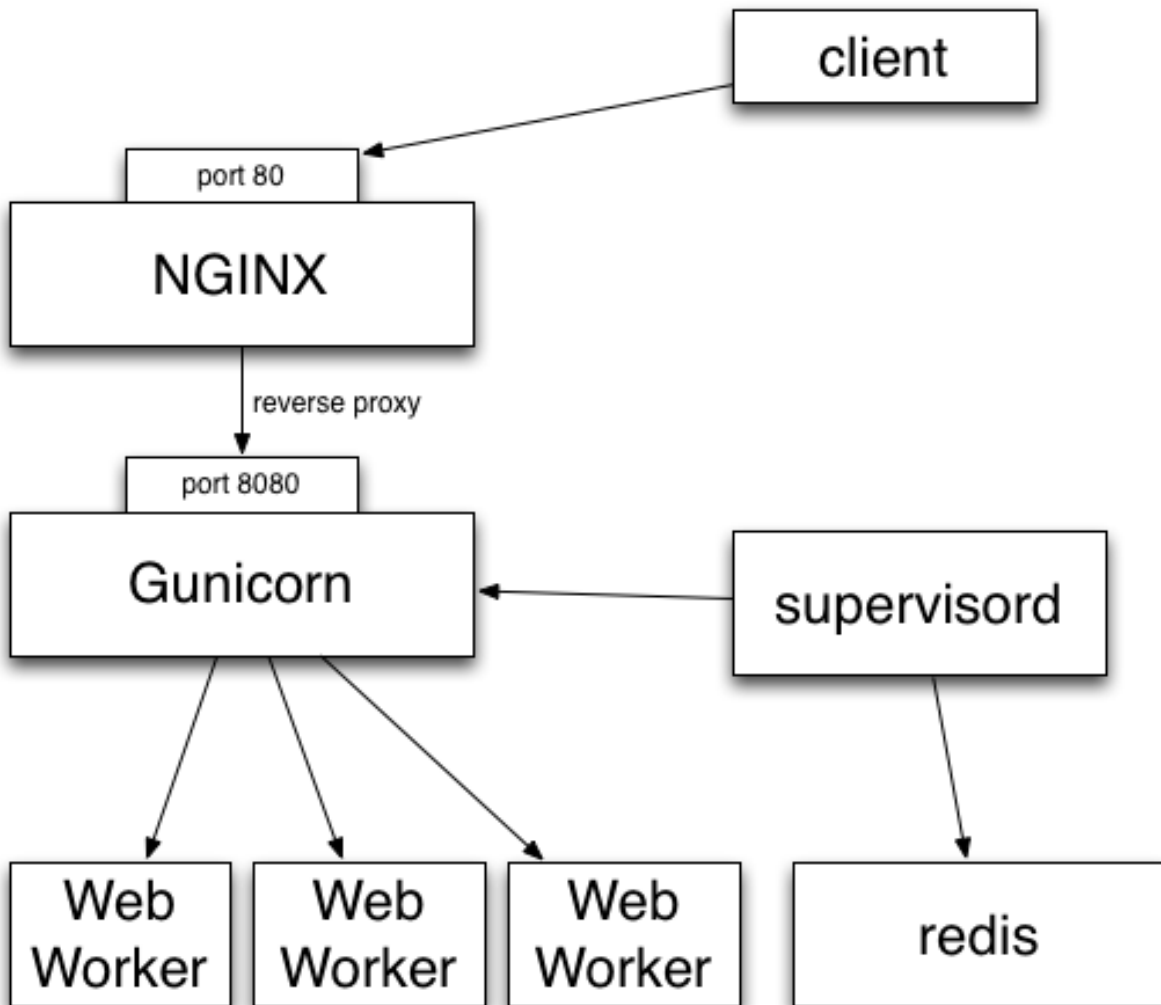 client
port 80
NGINX
reverse proxy
port 8080
Gunicorn
supervisord
Web
Worker
Web
Worker
Web
Worker
redis